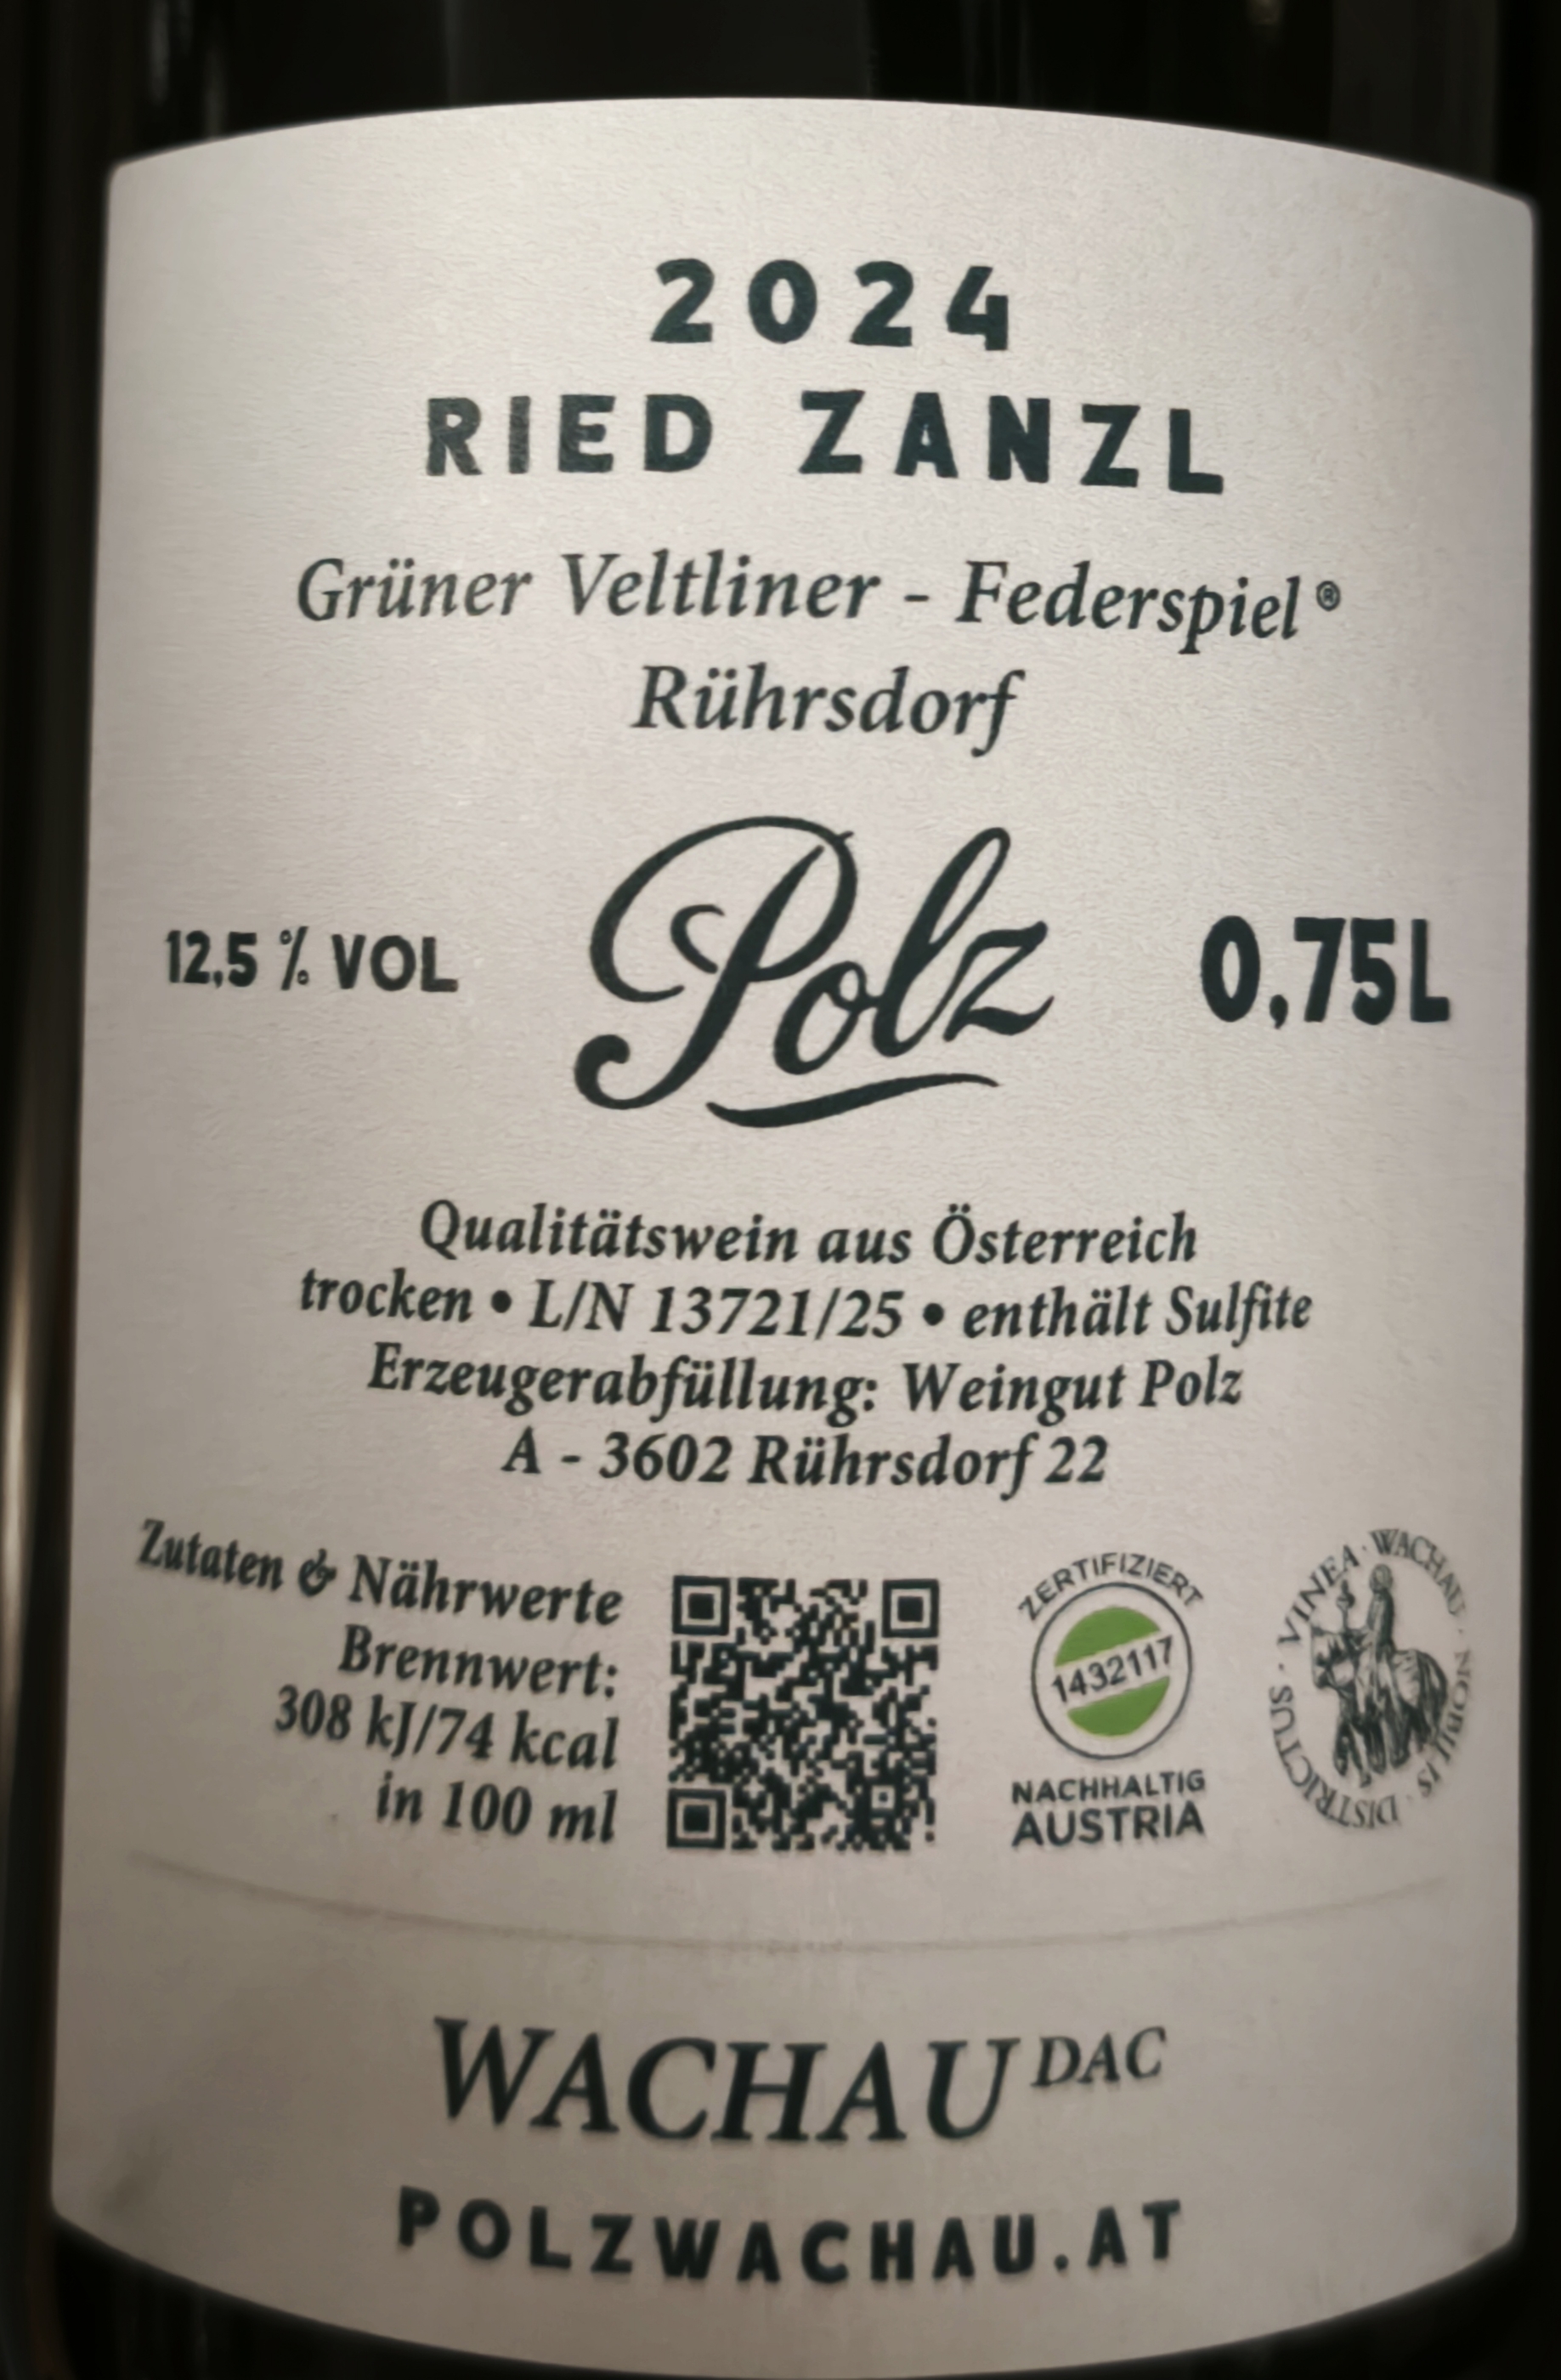 2024
RIED ZANZL
Grüner Veltliner - Federspiel®
Rührsdorf
12,5 % VOL
Polz
0,75L
Qualitätswein aus Österreich
trocken • L/N 13721/25 • enthält Sulfite
Erzeugerabfüllung: Weingut Polz
A - 3602 Rührsdorf 22
Zutaten & Nährwerte
Brennwert:
308 kJ/74 kcal
in 100 ml
ZERTIFIZIERT
1432117
NACHHALTIG
AUSTRIA
VINEA · WACHAU · NOBILIS · DISTRICTUS ·
WACHAU DAC
POLZWACHAU.AT